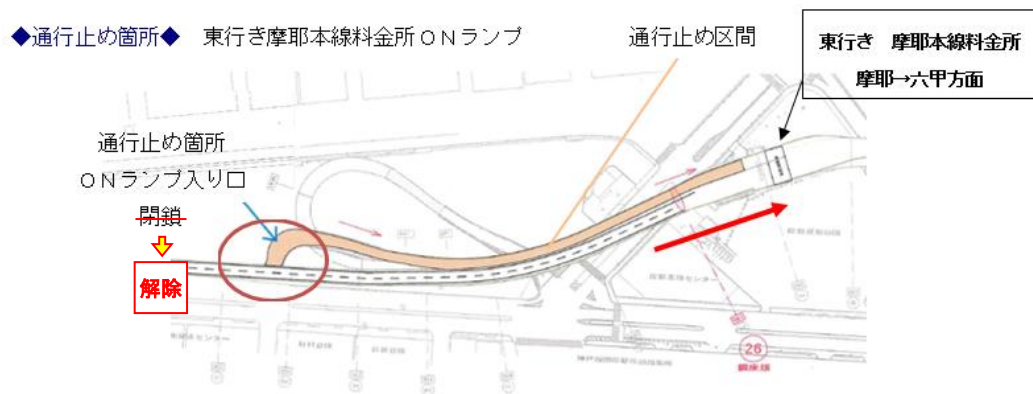 ◆通行止め箇所◆ 東行き摩耶本線料金所ONランプ
通行止め区間
東行き 摩耶本線料金所
摩耶→六甲方面
通行止め箇所
ONランプ入り口
閉鎖
解除
26